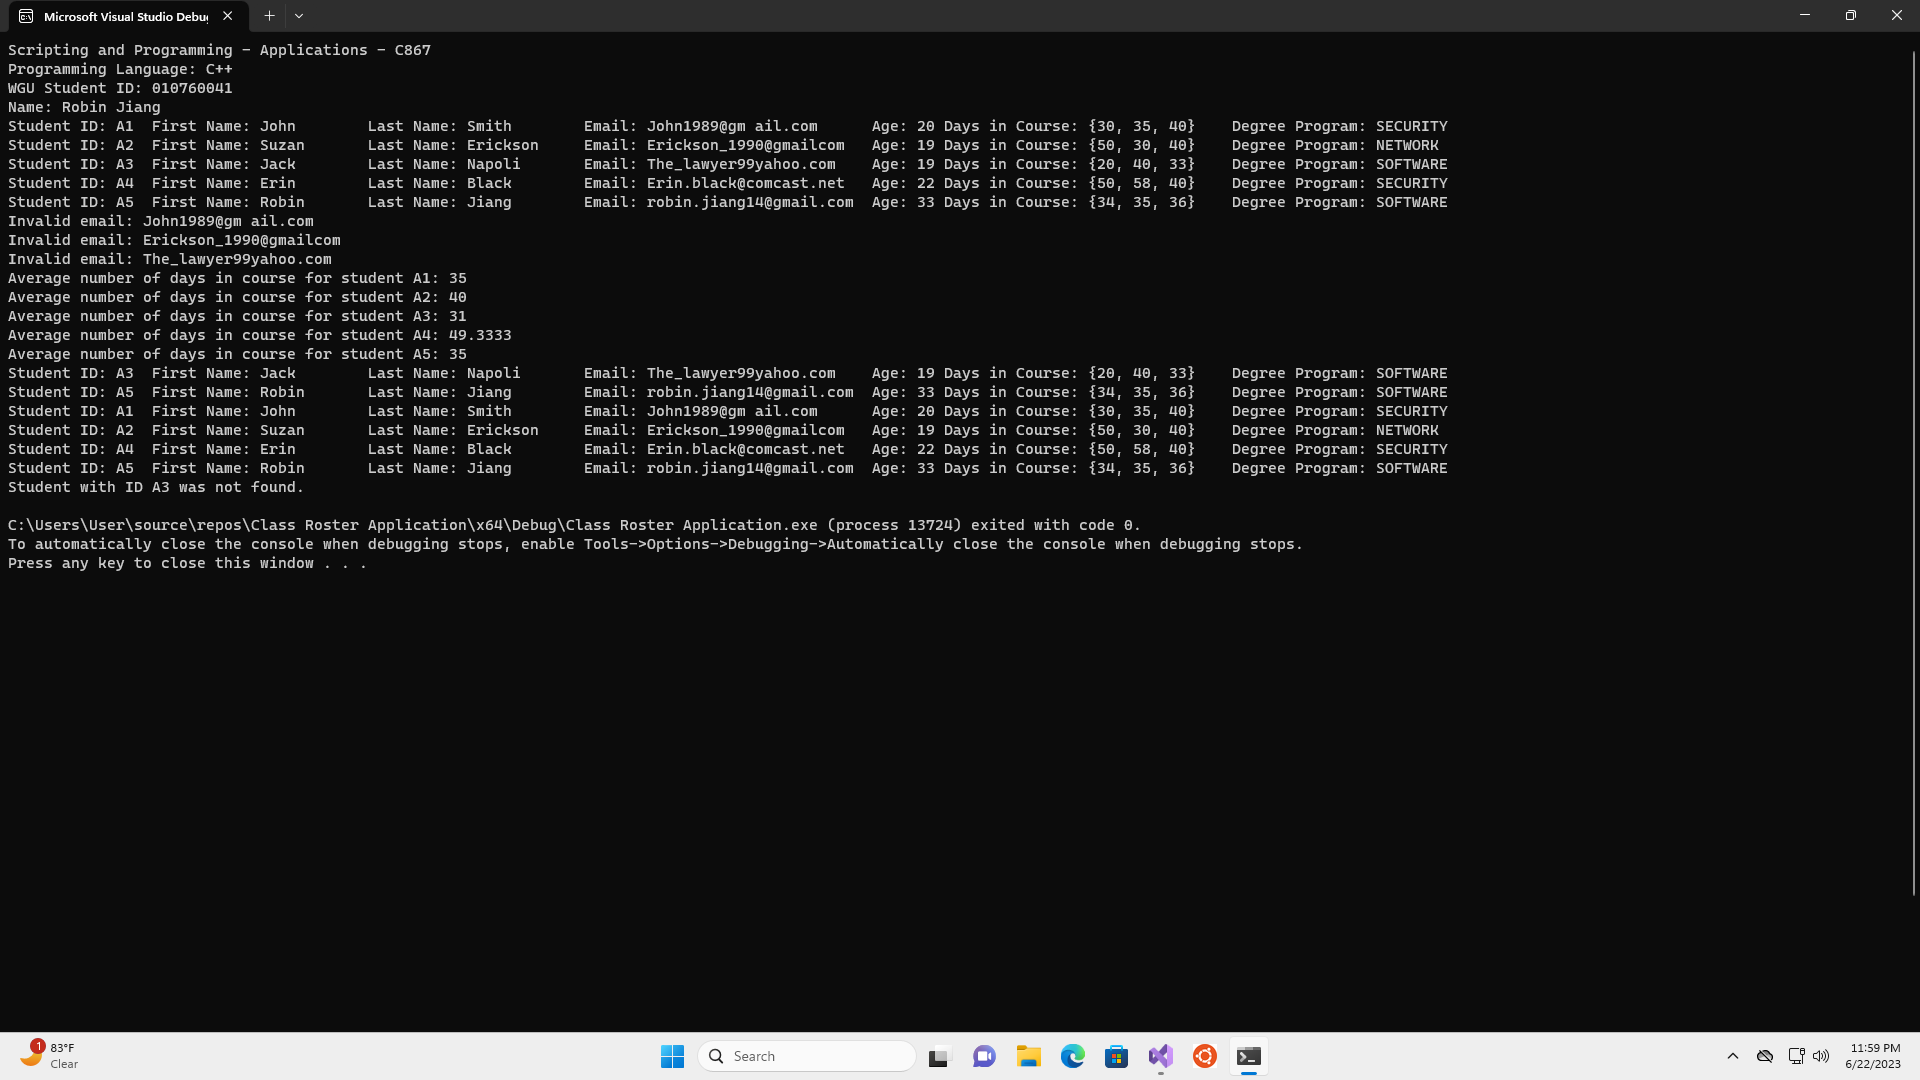 Microsoft Visual Studio Debu
Scripting and Programming - Applications - C867
Programming Language: C++
WGU Student ID: 010760041
Name: Robin Jiang
Student ID: A1  First Name: John        Last Name: Smith        Email: John1989@gm ail.com      Age: 20 Days in Course: {30, 35, 40}    Degree Program: SECURITY
Student ID: A2  First Name: Suzan       Last Name: Erickson     Email: Erickson_1990@gmailcom   Age: 19 Days in Course: {50, 30, 40}    Degree Program: NETWORK
Student ID: A3  First Name: Jack        Last Name: Napoli       Email: The_lawyer99yahoo.com    Age: 19 Days in Course: {20, 40, 33}    Degree Program: SOFTWARE
Student ID: A4  First Name: Erin        Last Name: Black        Email: Erin.black@comcast.net   Age: 22 Days in Course: {50, 58, 40}    Degree Program: SECURITY
Student ID: A5  First Name: Robin       Last Name: Jiang        Email: robin.jiang14@gmail.com  Age: 33 Days in Course: {34, 35, 36}    Degree Program: SOFTWARE
Invalid email: John1989@gm ail.com
Invalid email: Erickson_1990@gmailcom
Invalid email: The_lawyer99yahoo.com
Average number of days in course for student A1: 35
Average number of days in course for student A2: 40
Average number of days in course for student A3: 31
Average number of days in course for student A4: 49.3333
Average number of days in course for student A5: 35
Student ID: A3  First Name: Jack        Last Name: Napoli       Email: The_lawyer99yahoo.com    Age: 19 Days in Course: {20, 40, 33}    Degree Program: SOFTWARE
Student ID: A5  First Name: Robin       Last Name: Jiang        Email: robin.jiang14@gmail.com  Age: 33 Days in Course: {34, 35, 36}    Degree Program: SOFTWARE
Student ID: A1  First Name: John        Last Name: Smith        Email: John1989@gm ail.com      Age: 20 Days in Course: {30, 35, 40}    Degree Program: SECURITY
Student ID: A2  First Name: Suzan       Last Name: Erickson     Email: Erickson_1990@gmailcom   Age: 19 Days in Course: {50, 30, 40}    Degree Program: NETWORK
Student ID: A4  First Name: Erin        Last Name: Black        Email: Erin.black@comcast.net   Age: 22 Days in Course: {50, 58, 40}    Degree Program: SECURITY
Student ID: A5  First Name: Robin       Last Name: Jiang        Email: robin.jiang14@gmail.com  Age: 33 Days in Course: {34, 35, 36}    Degree Program: SOFTWARE
Student with ID A3 was not found.
C:\Users\User\source\repos\Class Roster Application\x64\Debug\Class Roster Application.exe (process 13724) exited with code 0.
To automatically close the console when debugging stops, enable Tools->Options->Debugging->Automatically close the console when debugging stops.
Press any key to close this window . . .
1
83°F
Clear
Search
11:59 PM
6/22/2023